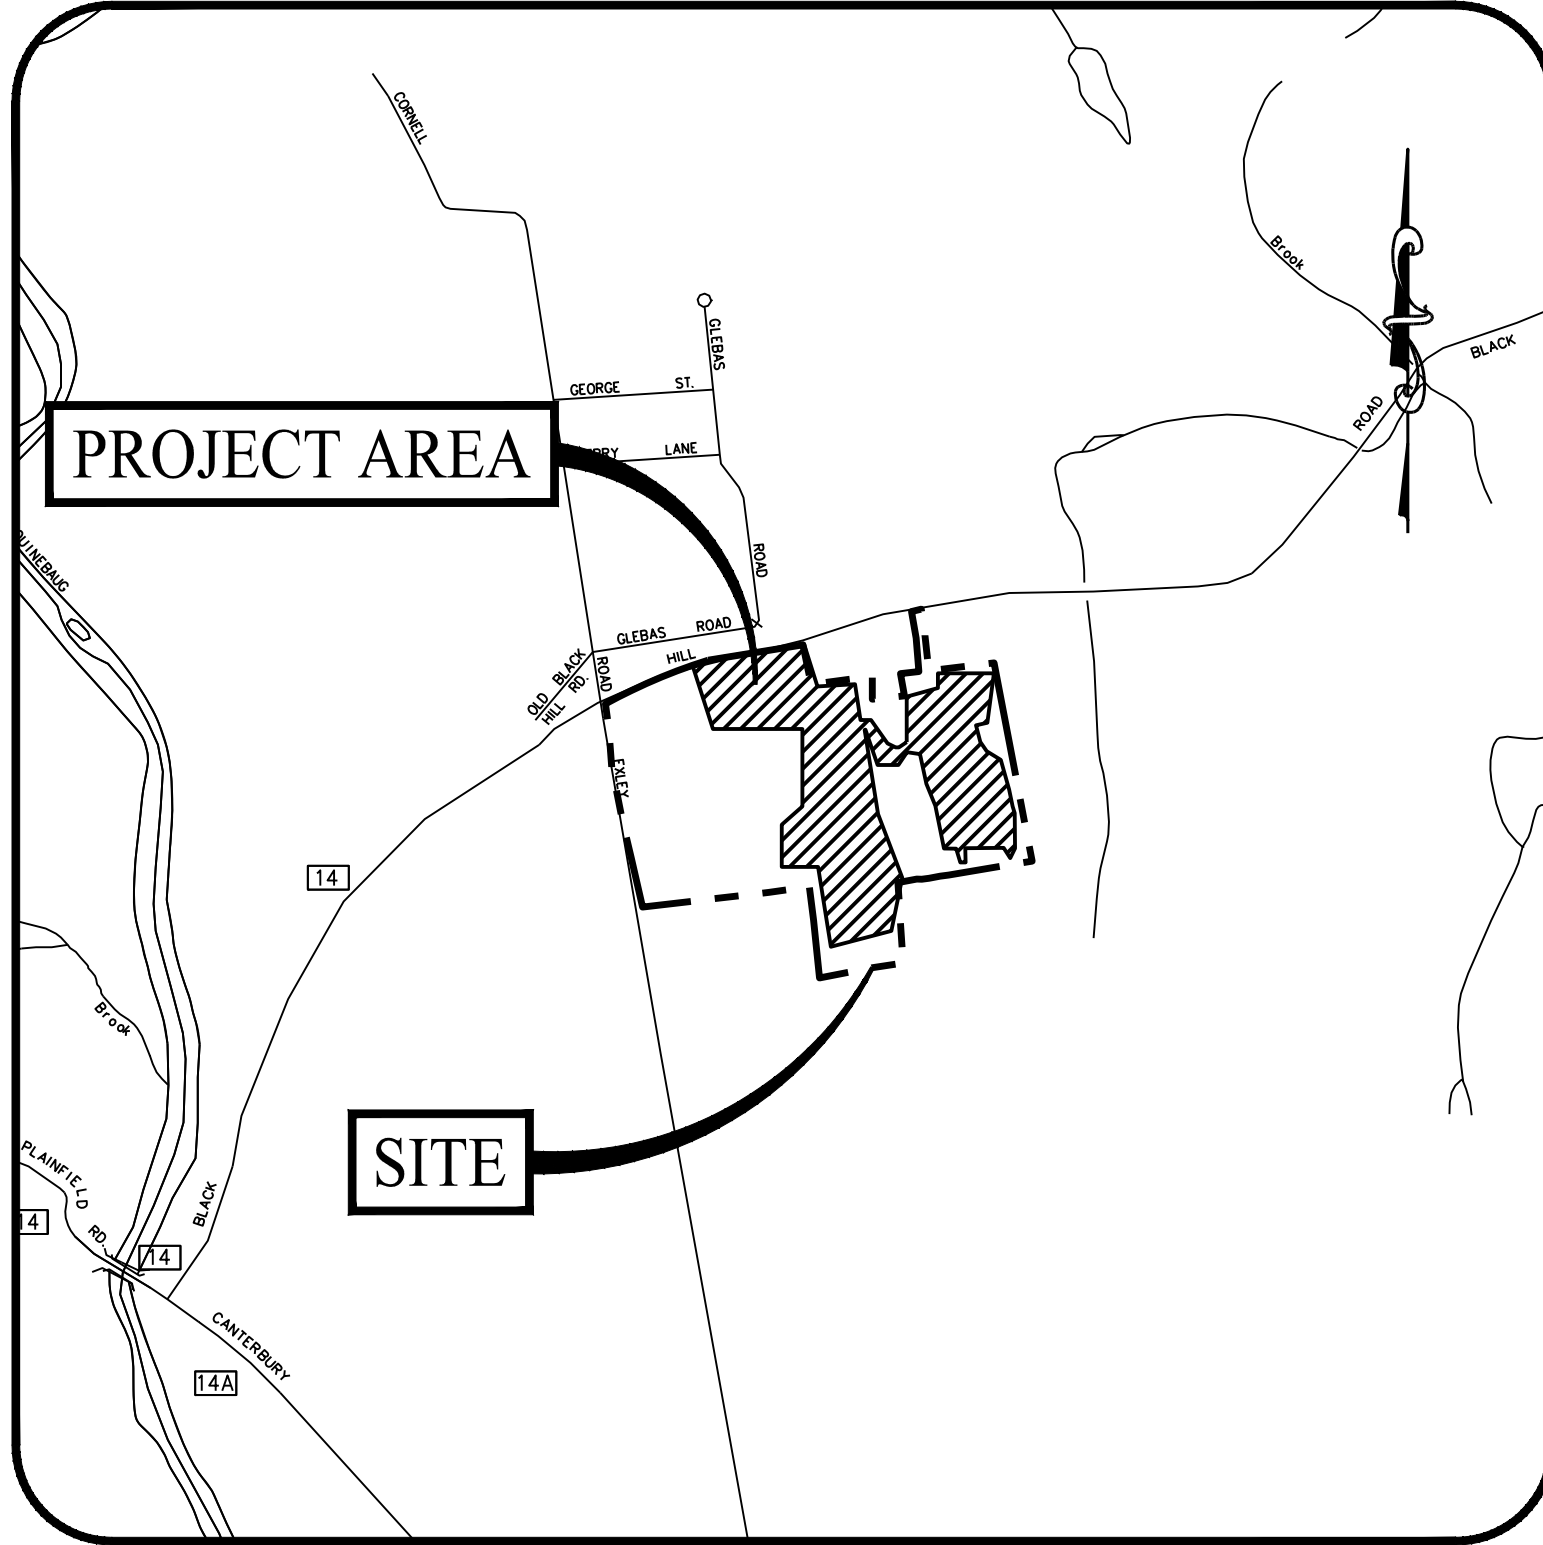 CORNELL
Brook
GLEBAS
BLACK
GEORGE ST.
ROAD
PROJECT AREA
LANE
ROAD
GLEBAS ROAD
HILL
OLD BLACK
HILL RD.
ROAD
EXLEY
14
Brook
SITE
PLAINFIELD
RD.
14
BLACK
14
CANTERBURY
14A